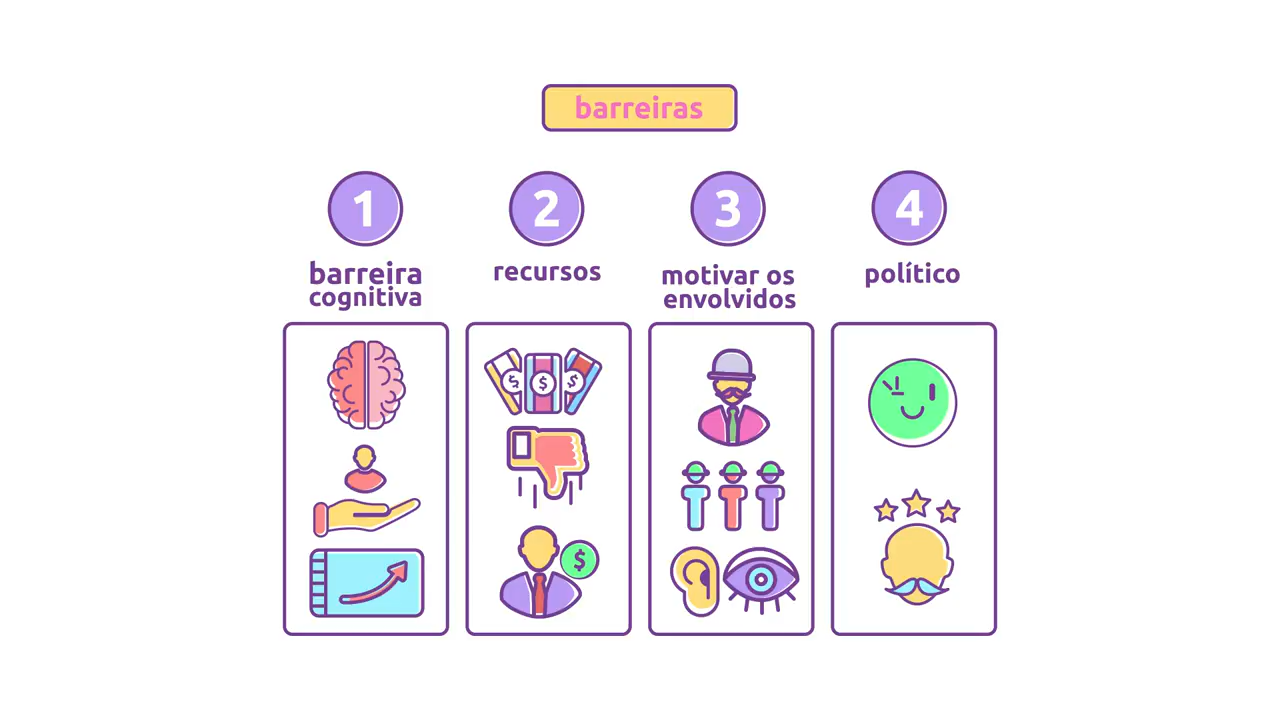 barreiras
1
2
3
4
barreira
cognitiva
recursos
motivar os
envolvidos
político
$
$
$
$